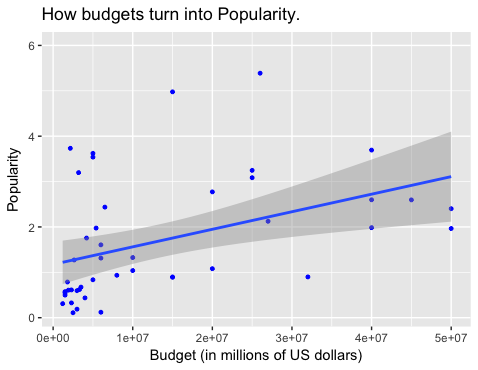 How budgets turn into Popularity.
6
4
2
0
Popularity
0e+00 1e+07 2e+07 3e+07 4e+07 5e+07
Budget (in millions of US dollars)